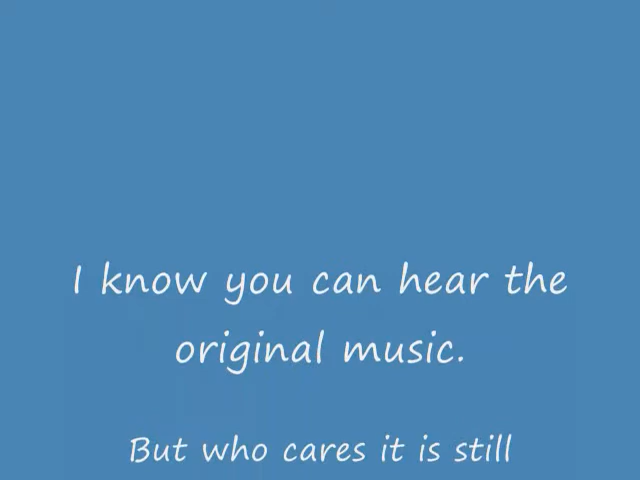 I know you can hear the
original music.
But who cares it is still